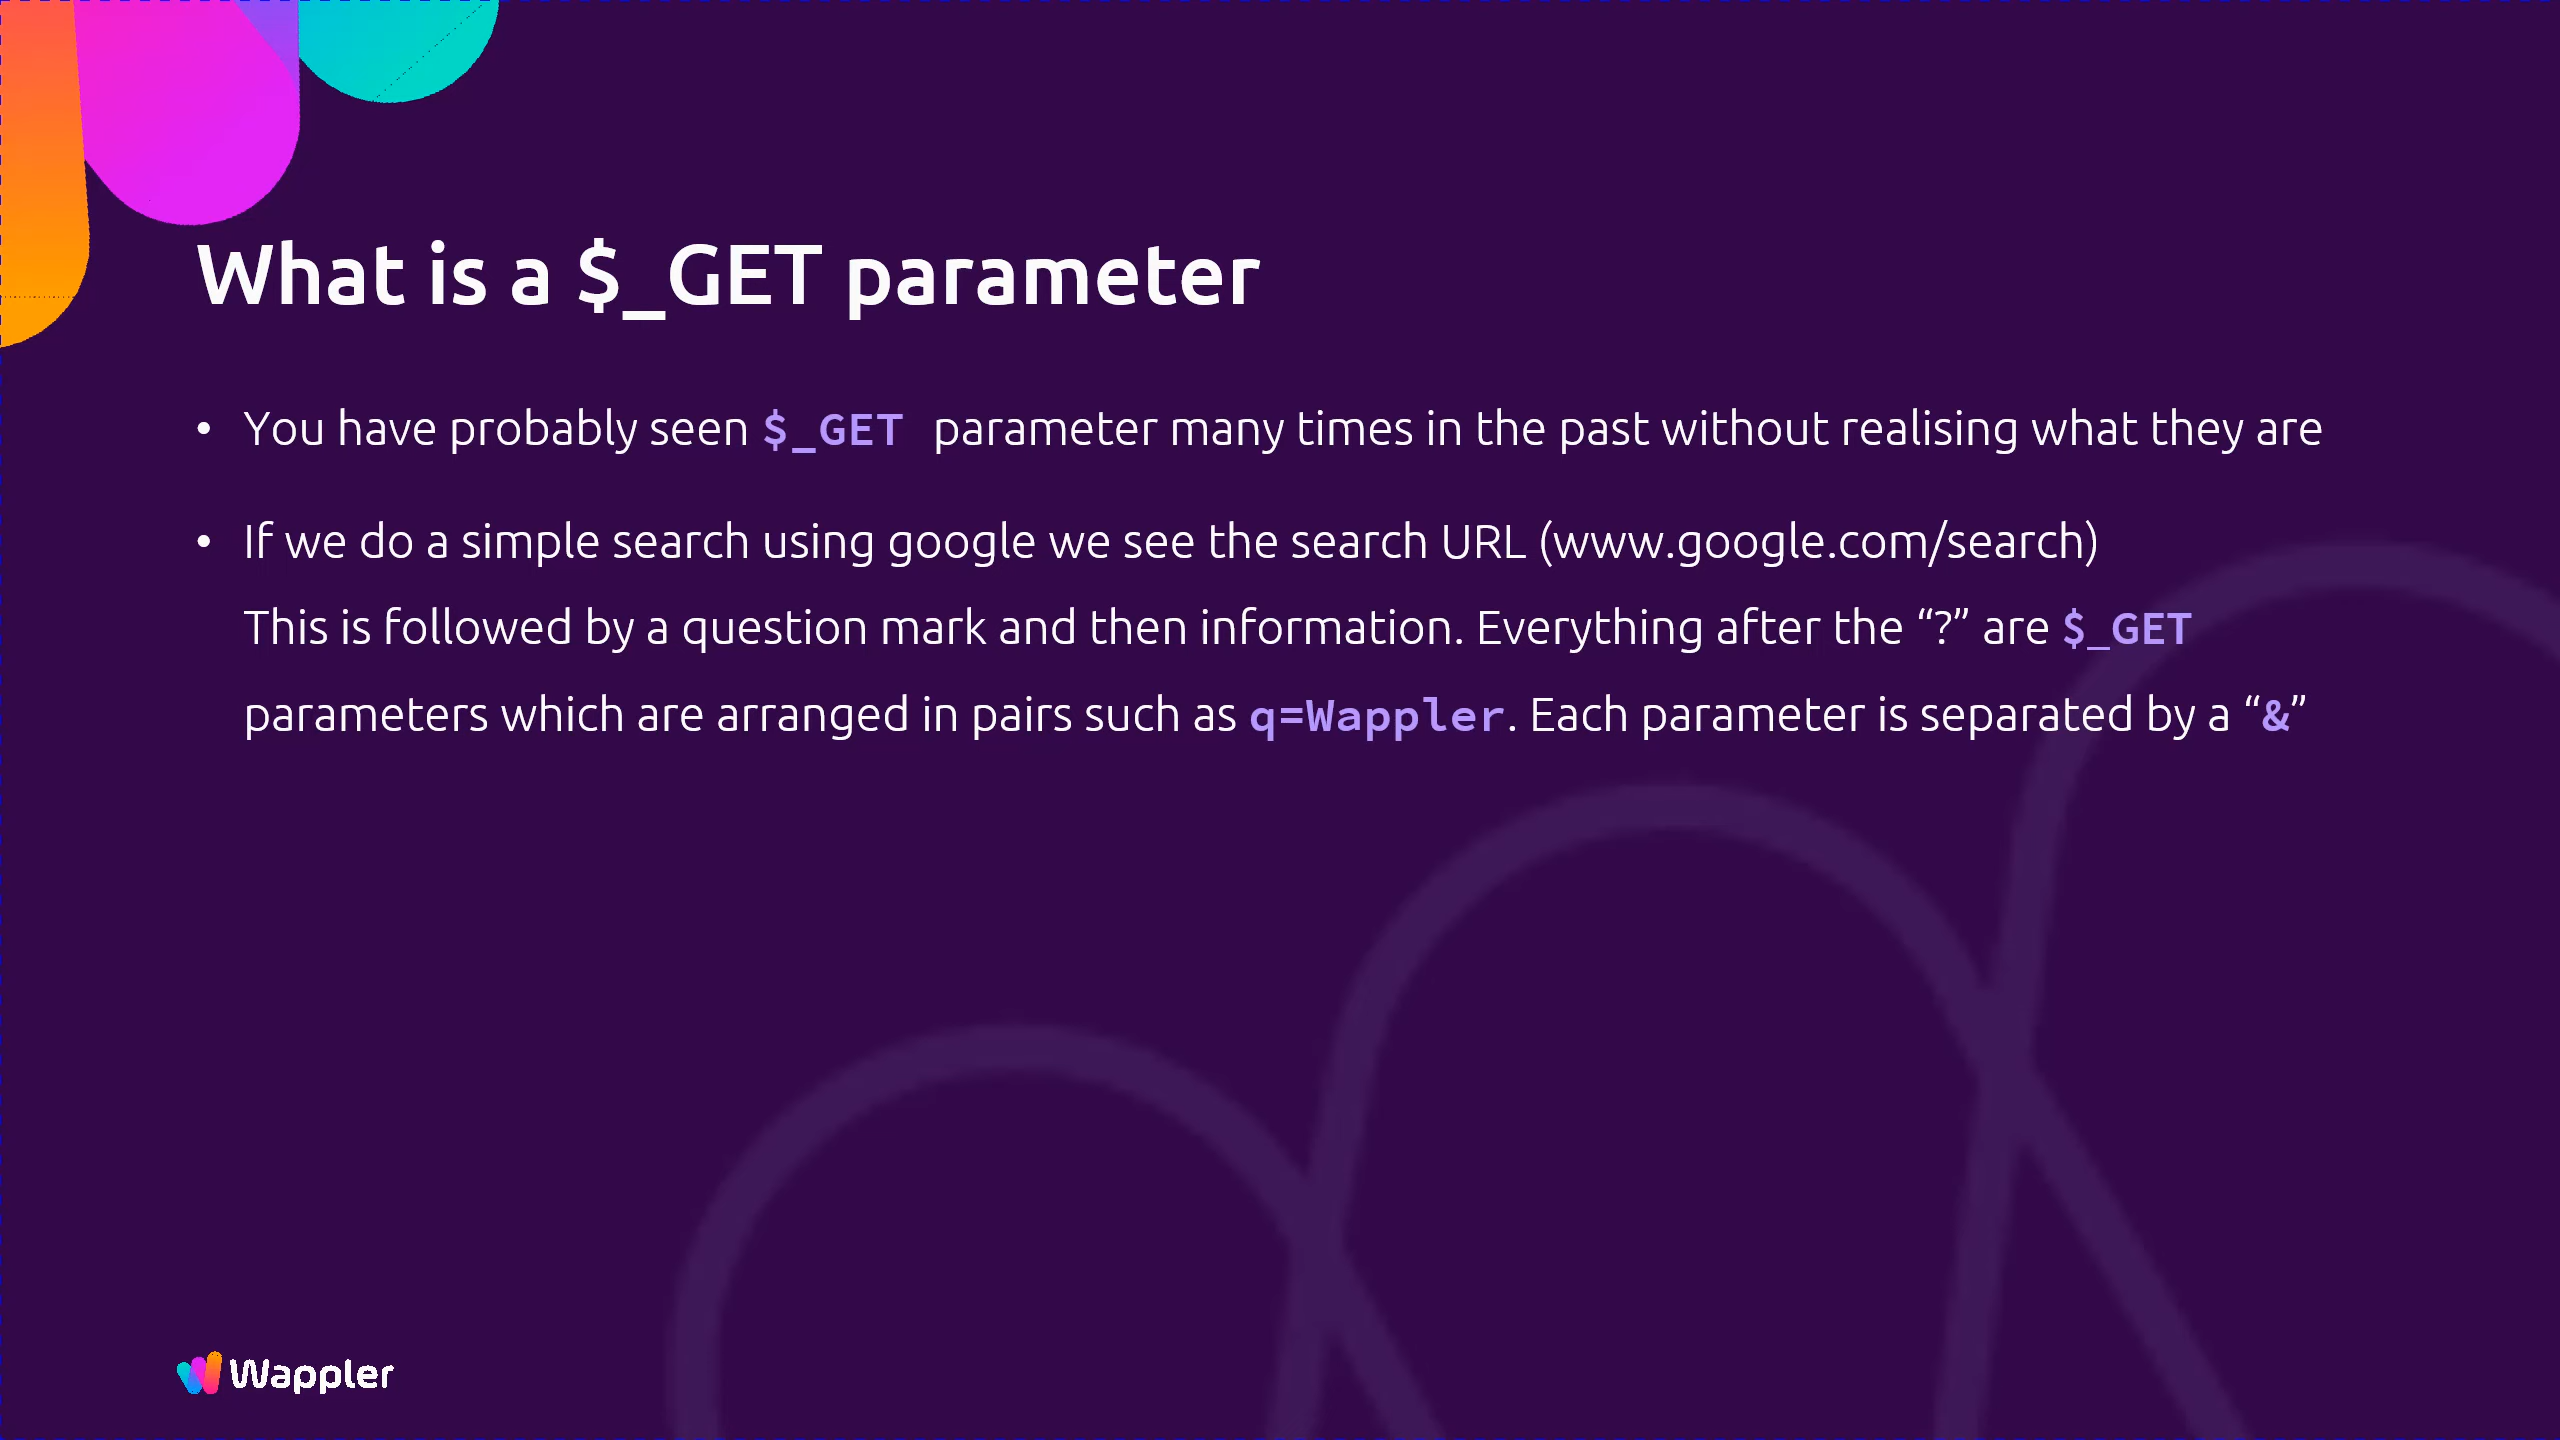 What is a $_GET parameter
• You have probably seen $_GET parameter many times in the past without realising what they are
• If we do a simple search using google we see the search URL (www.google.com/search)
This is followed by a question mark and then information. Everything after the “?” are $_GET
parameters which are arranged in pairs such as q=Wappler. Each parameter is separated by a “&”
Wappler